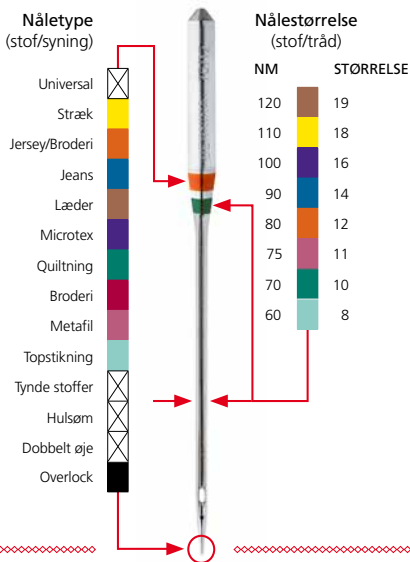 Nåletype
(stof/syning)
Universal
Stræk
Jersey/Broderi
Jeans
Læder
Microtex
Quiltning
Broderi
Metafil
Topstikning
Tynde stoffer
Hulsøm
Dobbelt øje
Overlock
Nålestørrelse
(stof/tråd)
NM STØRRELSE
120 19
110 18
100 16
90 14
80 12
75 11
70 10
60 8